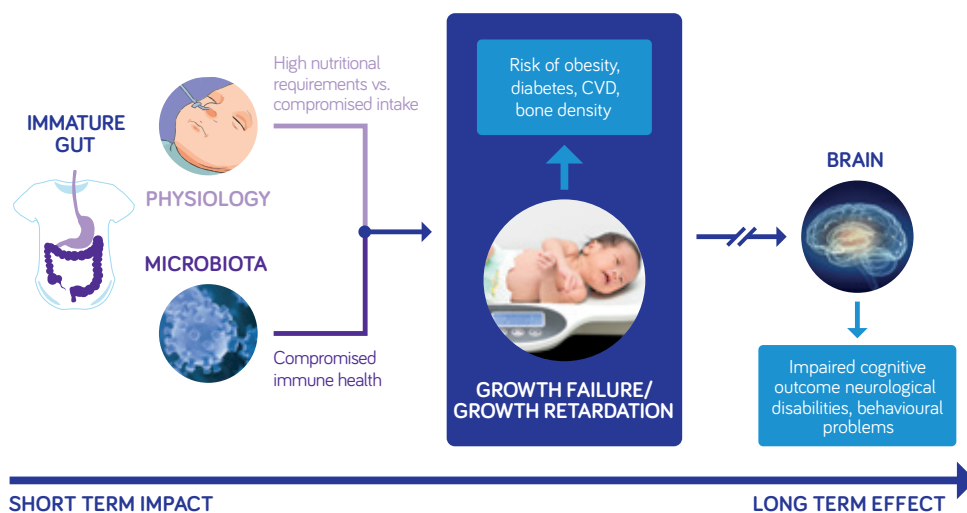 IMMATURE
GUT
High nutritional
requirements vs.
compromised intake
PHYSIOLOGY
MICROBIOTA
Compromised
immune health
Risk of obesity,
diabetes, CVD,
bone density
GROWTH FAILURE/
GROWTH RETARDATION
BRAIN
Impaired cognitive
outcome neurological
disabilities, behavioural
problems
SHORT TERM IMPACT
LONG TERM EFFECT